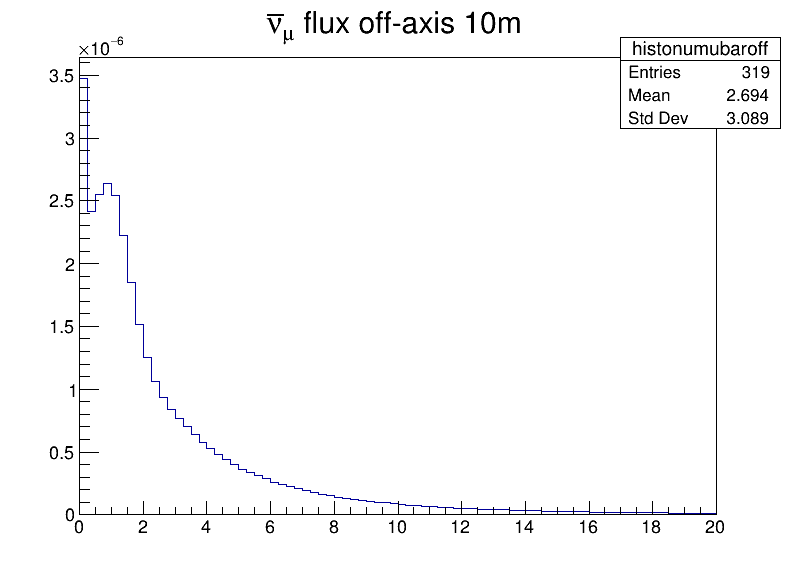 ν̅μ flux off-axis 10m
×10⁻⁶
histonumubaroff
Entries 319
Mean 2.694
Std Dev 3.089
3.5
3
2.5
2
1.5
1
0.5
0
0 2 4 6 8 10 12 14 16 18 20